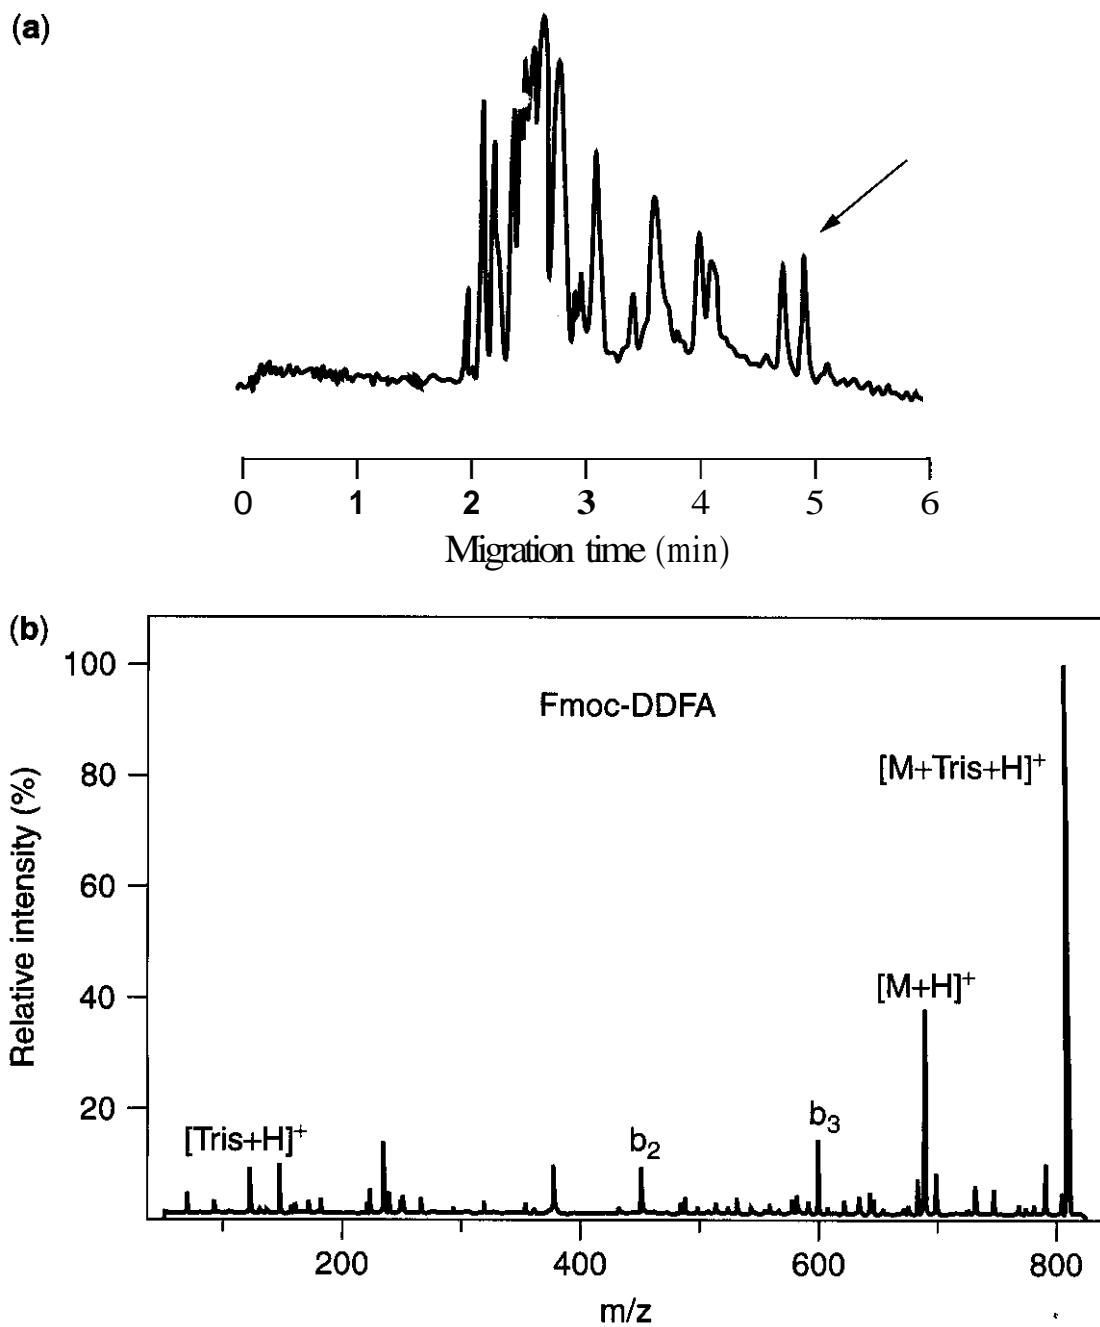 (a)
0 1 2 3 4 5 6
Migration time (min)
(b)
100
80
60
40
20
Relative intensity (%)
Fmoc-DDFA
[M+Tris+H]+
[M+H]+
[Tris+H]+
b2
b3
200 400 600 800
m/z